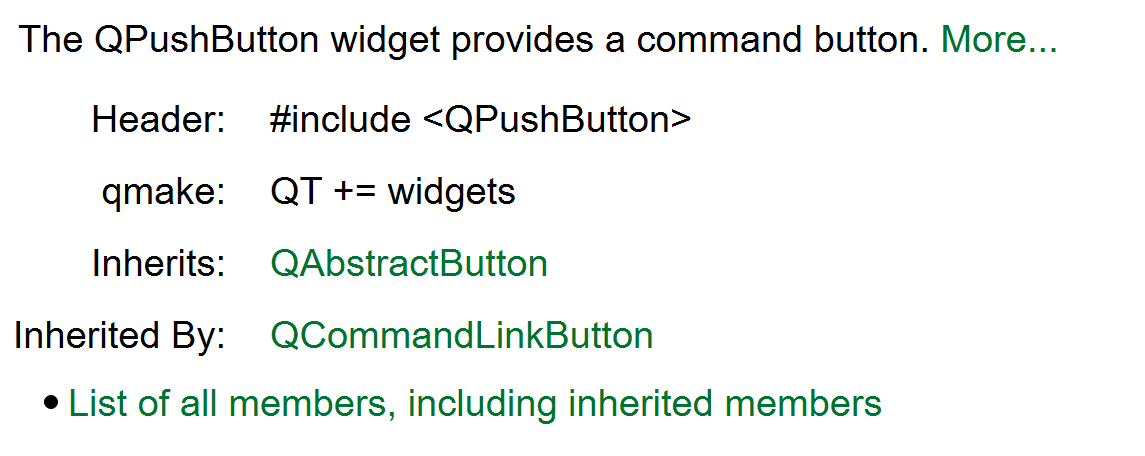 The QPushButton widget provides a command button. More...
Header: #include <QPushButton>
qmake: QT += widgets
Inherits: QAbstractButton
Inherited By: QCommandLinkButton
• List of all members, including inherited members